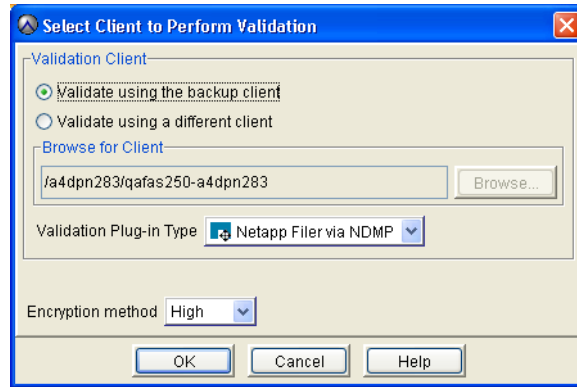 Select Client to Perform Validation
Validation Client
Validate using the backup client
Validate using a different client
Browse for Client
/a4dpn283/qafas250-a4dpn283 Browse...
Validation Plug-in Type Netapp Filer via NDMP
Encryption method High
OK Cancel Help